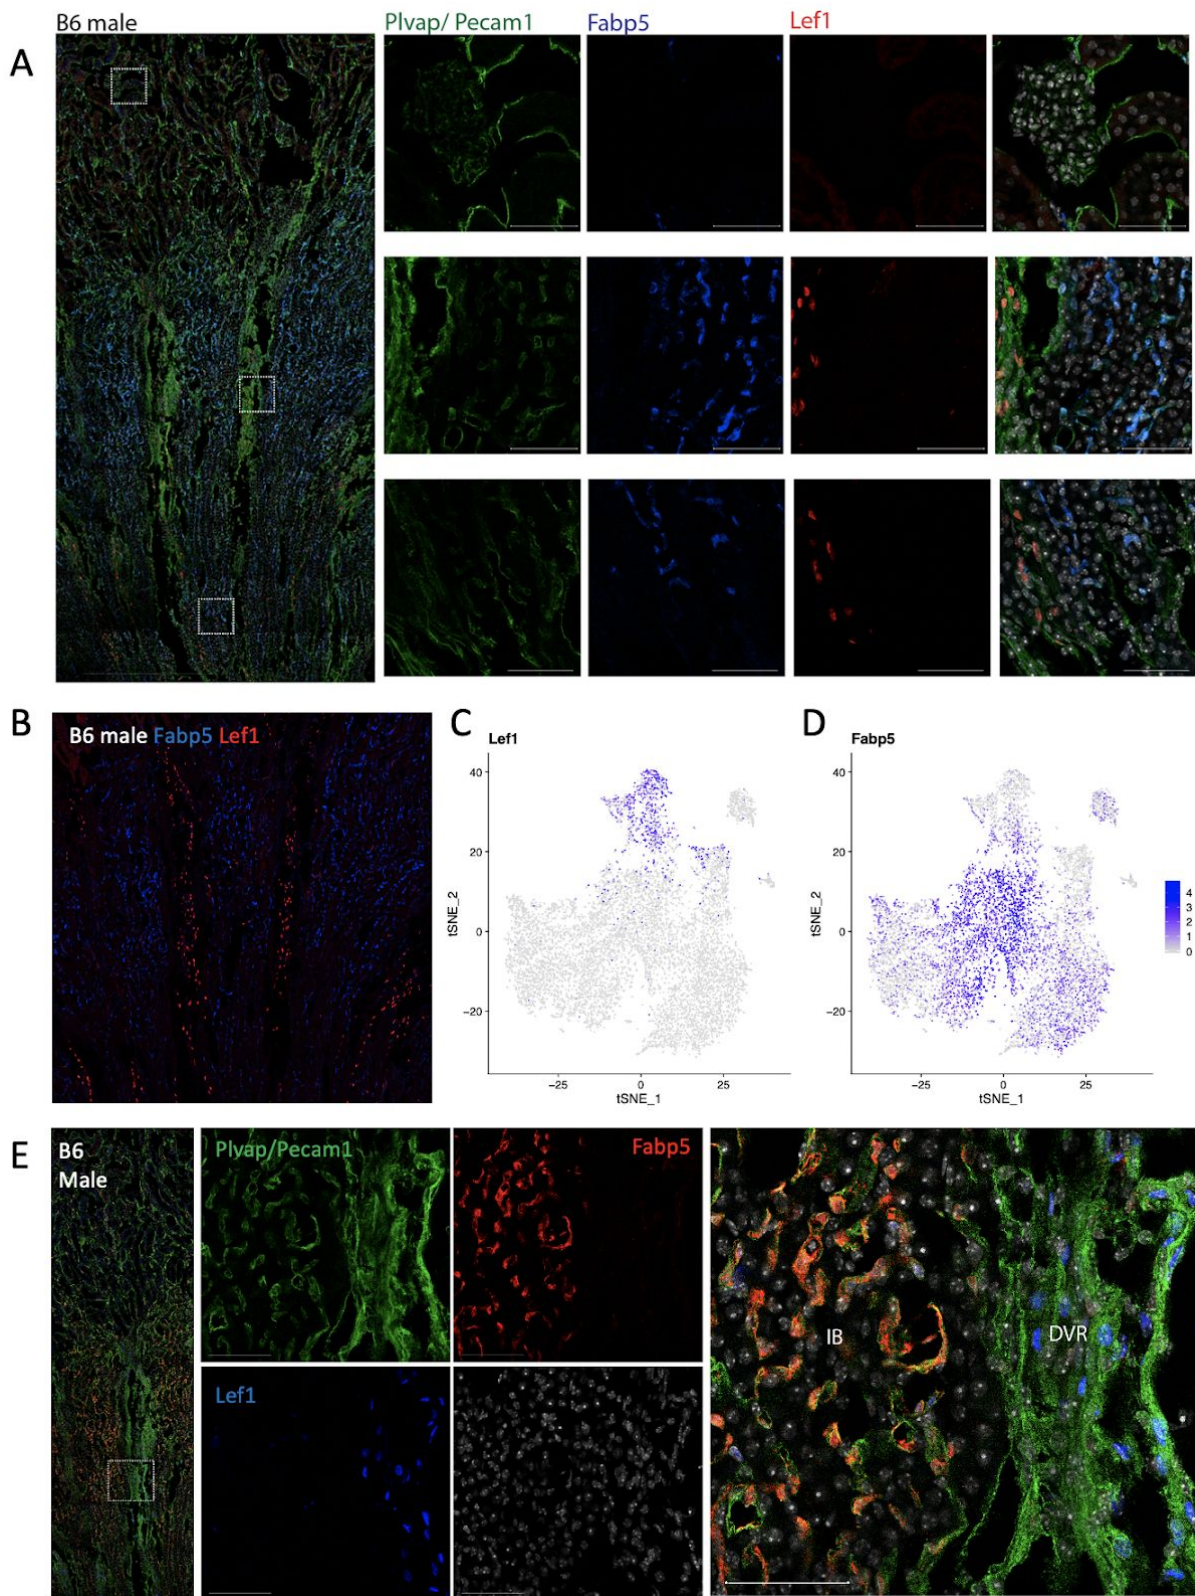 B6 male
Plvap/ Pecam1
Fabp5
Lef1
A
B
B6 male Fabp5 Lef1
C
Lef1
40
20
0
−20
tSNE_2
−25
0
25
tSNE_1
D
Fabp5
40
20
0
−20
tSNE_2
−25
0
25
tSNE_1
4
3
2
1
0
E
B6
Male
Plvap/Pecam1
Fabp5
Lef1
IB
DVR